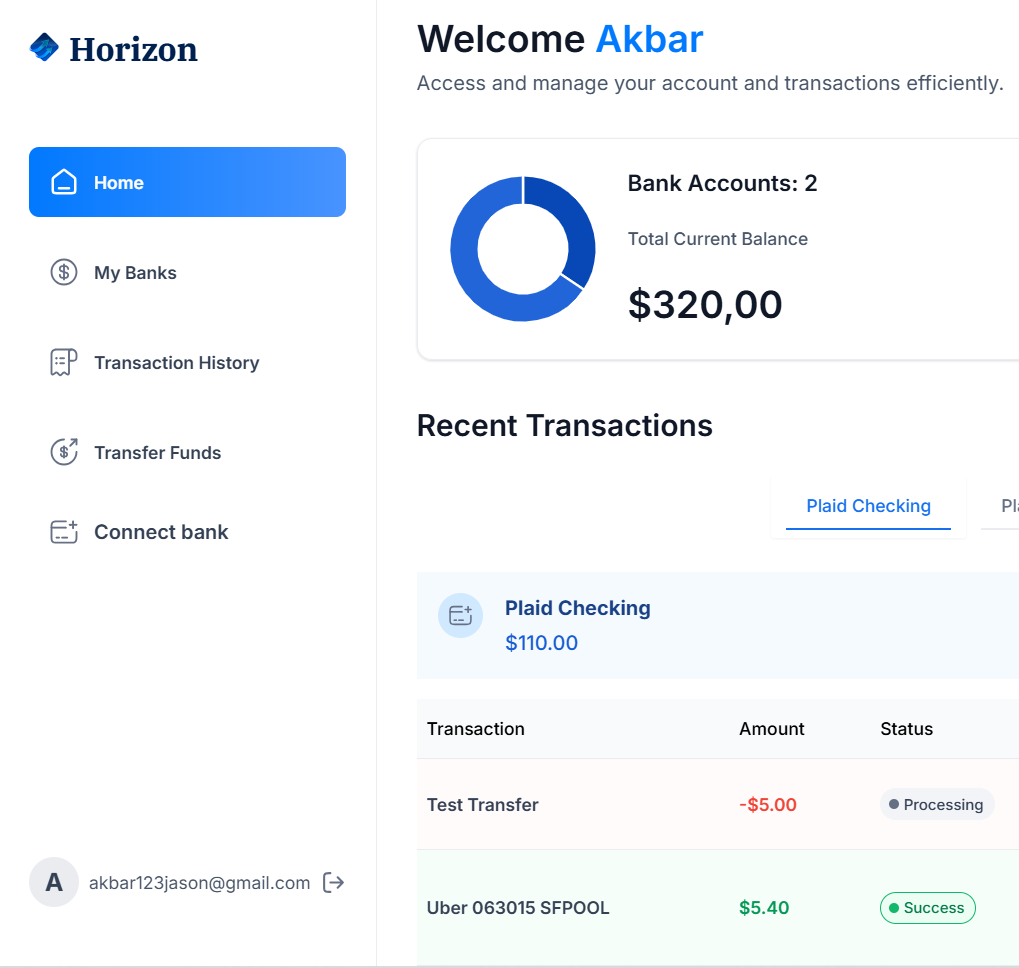 Horizon
Home
My Banks
Transaction History
Transfer Funds
Connect bank
A akbar123jason@gmail.com
Welcome Akbar
Access and manage your account and transactions efficiently.
Bank Accounts: 2
Total Current Balance
$320,00
Recent Transactions
Plaid Checking
Plaid Checking
$110.00
Transaction Amount Status
Test Transfer -$5.00 Processing
Uber 063015 SFPOOL $5.40 Success